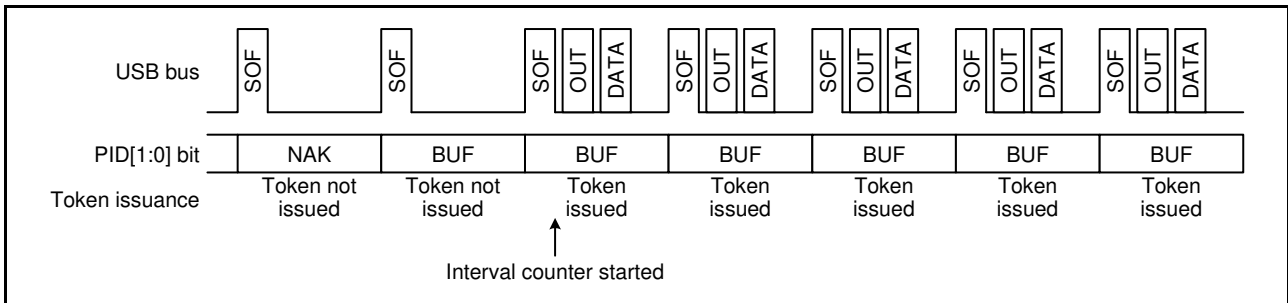 USB bus SOF SOF SOF OUT DATA SOF OUT DATA SOF OUT DATA SOF OUT DATA SOF OUT DATA
PID[1:0] bit NAK BUF BUF BUF BUF BUF BUF
Token issuance Token not issued Token not issued Token issued Token issued Token issued Token issued Token issued
Interval counter started